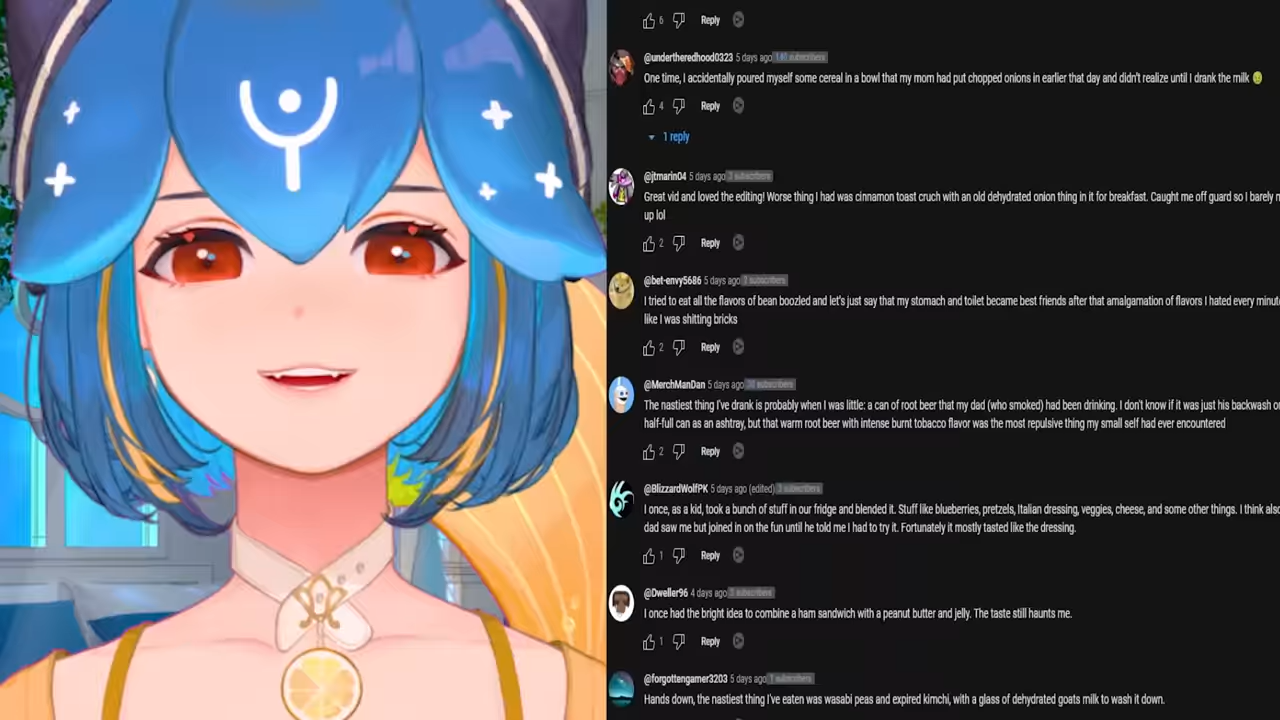 6 Reply
@undertheredhood0323 5 days ago 140 subscribers
One time, I accidentally poured myself some cereal in a bowl that my mom had put chopped onions in earlier that day and didn't realize until I drank the milk
4 Reply
1 reply
@jtmarin04 5 days ago 3 subscribers
Great vid and loved the editing! Worse thing I had was cinnamon toast cruch with an old dehydrated onion thing in it for breakfast. Caught me off guard so I barely
up lol
2 Reply
@bet-envy5686 5 days ago subscribers
I tried to eat all the flavors of bean boozled and let's just say that my stomach and toilet became best friends after that amalgamation of flavors I hated every
like I was shitting bricks
2 Reply
@MerchManDan 5 days ago subscribers
The nastiest thing I've drank is probably when I was little: a can of root beer that my dad (who smoked) had been drinking. I don't know if it was just his backwash
half-full can as an ashtray, but that warm root beer with intense burnt tobacco flavor was the most repulsive thing my small self had ever encountered
2 Reply
@BlizzardWolfPK 5 days ago (edited) 3 subscribers
I once, as a kid, took a bunch of stuff in our fridge and blended it. Stuff like blueberries, pretzels, Italian dressing, veggies, cheese, and some other things. I think
dad saw me but joined in on the fun until he told me I had to try it. Fortunately it mostly tasted like the dressing.
1 Reply
@Dweller96 4 days ago subscribers
I once had the bright idea to combine a ham sandwich with a peanut butter and jelly. The taste still haunts me.
1 Reply
@forgottengamer3203 5 days ago subscribers
Hands down, the nastiest thing I've eaten was wasabi peas and expired kimchi, with a glass of dehydrated goats milk to wash it down.